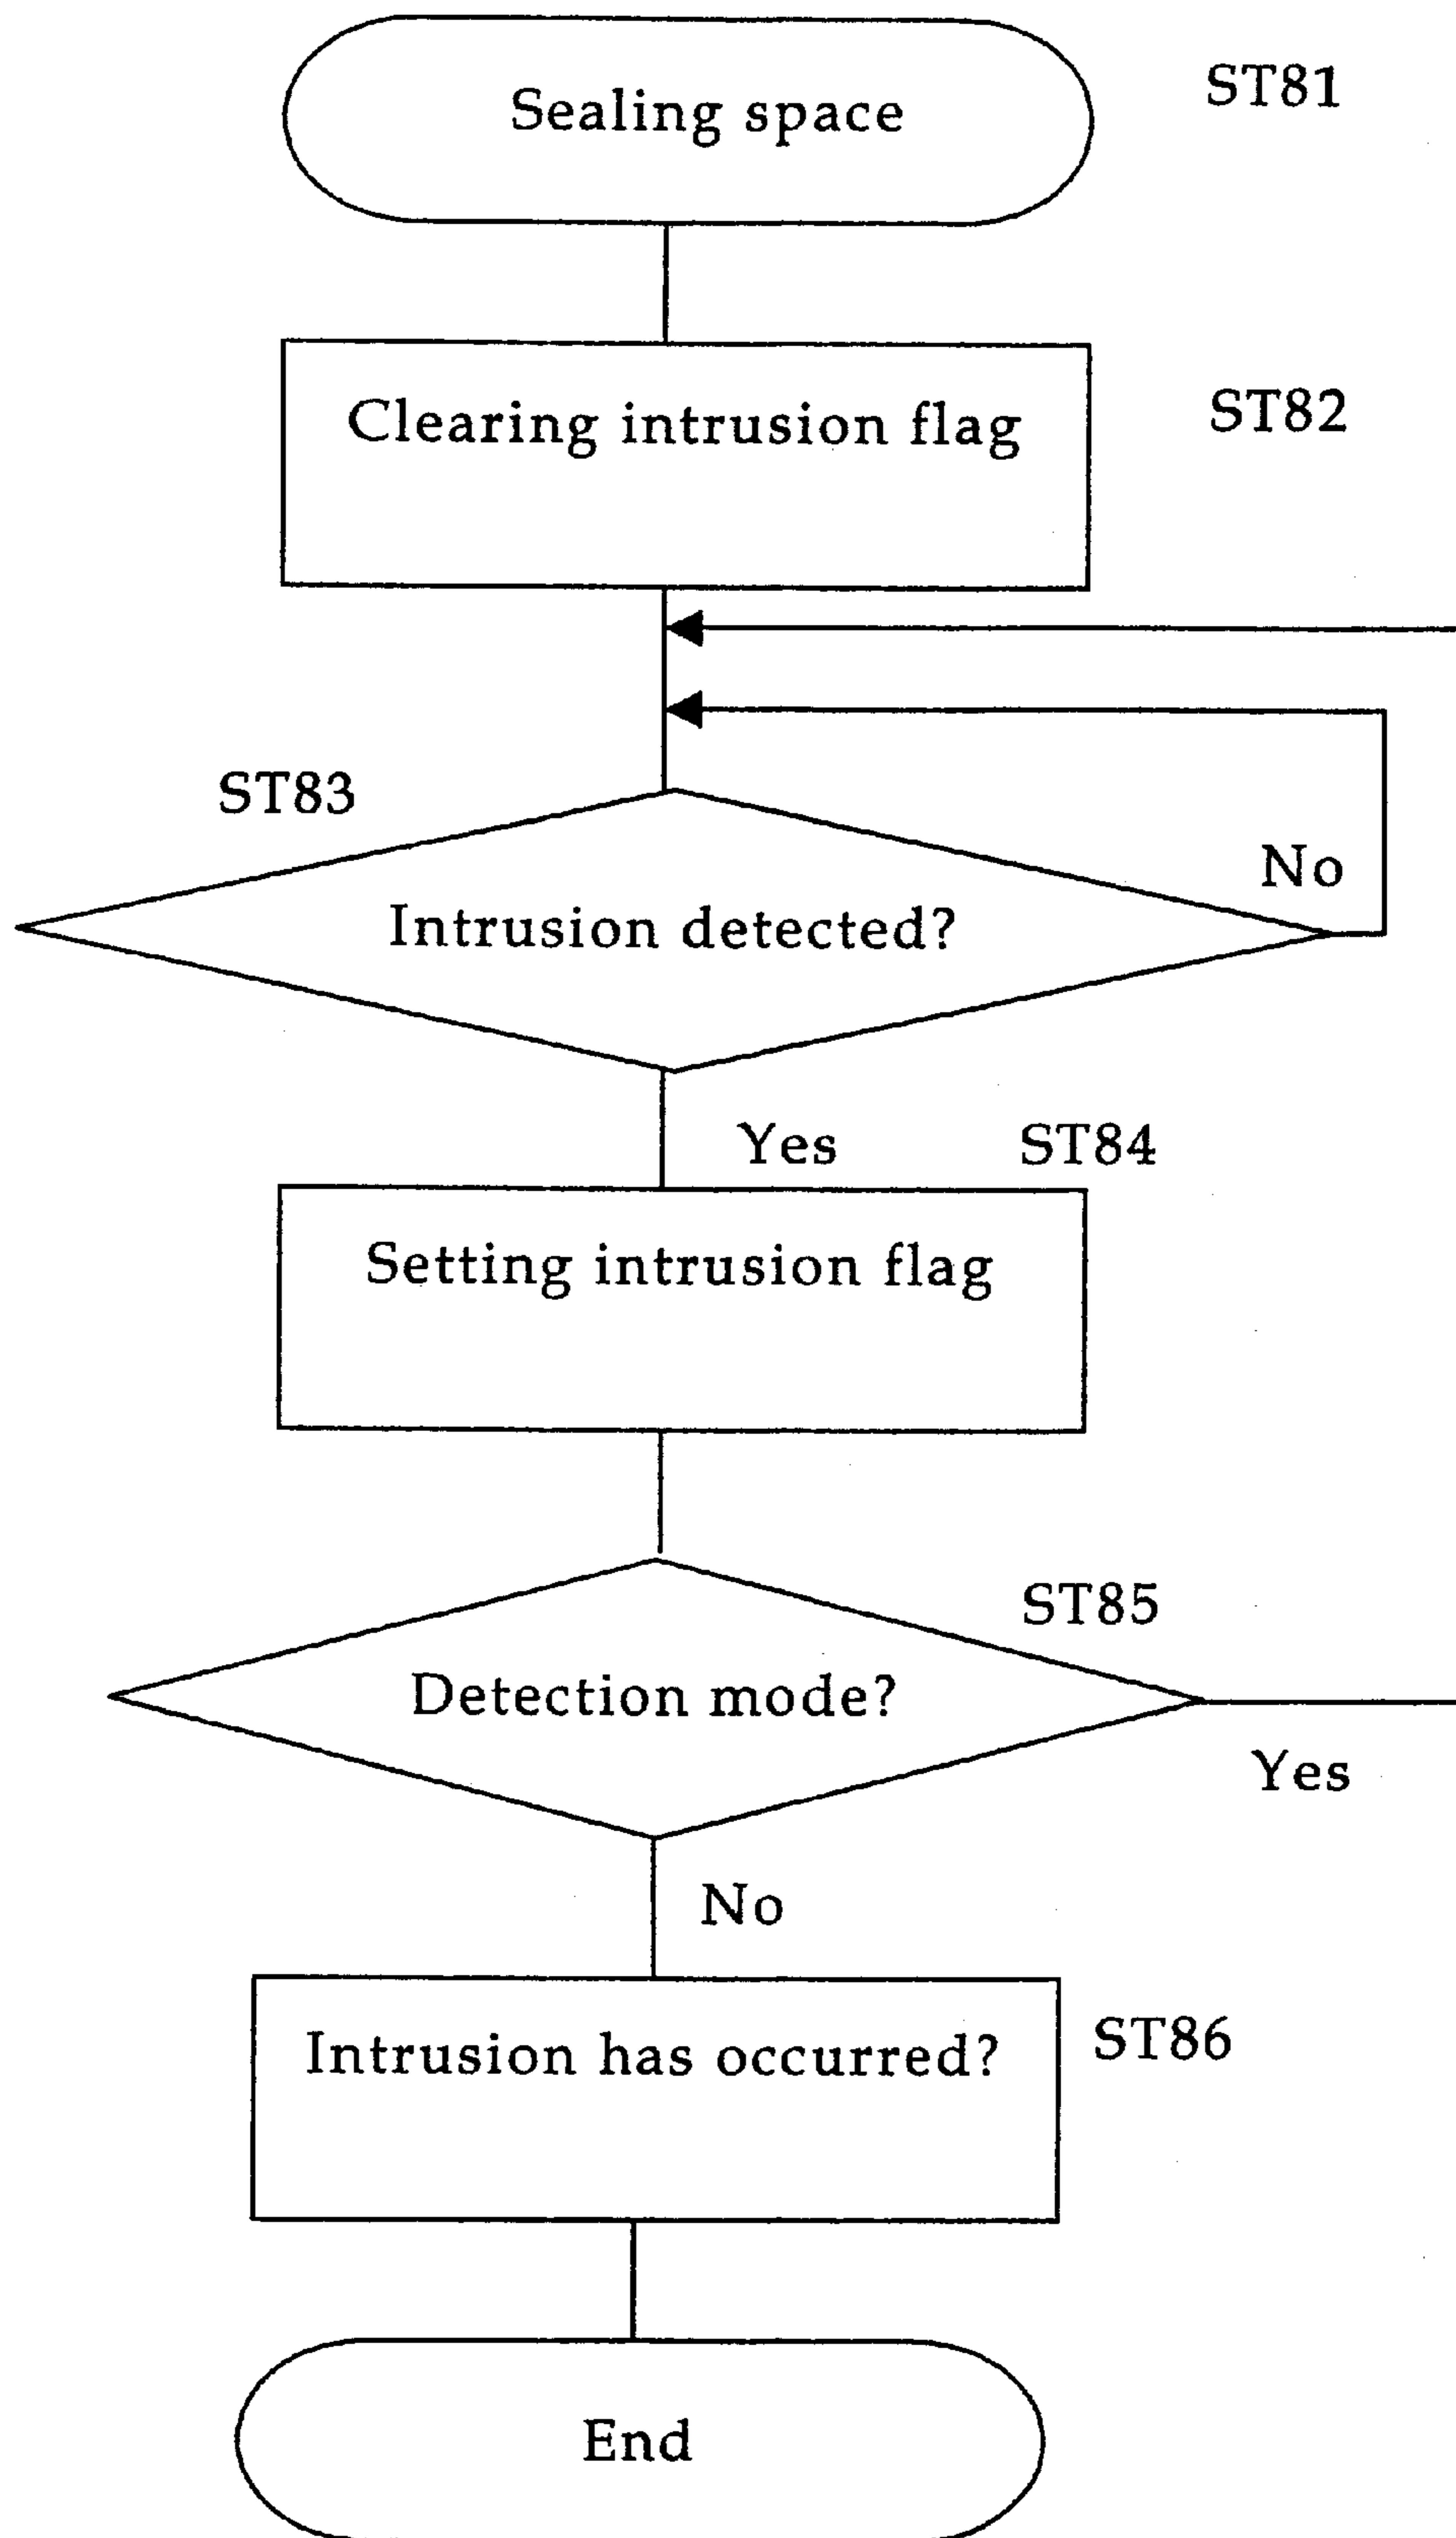 Sealing space
ST81
Clearing intrusion flag
ST82
ST83
No
Intrusion detected?
Yes
ST84
Setting intrusion flag
ST85
Detection mode?
Yes
No
Intrusion has occurred?
ST86
End